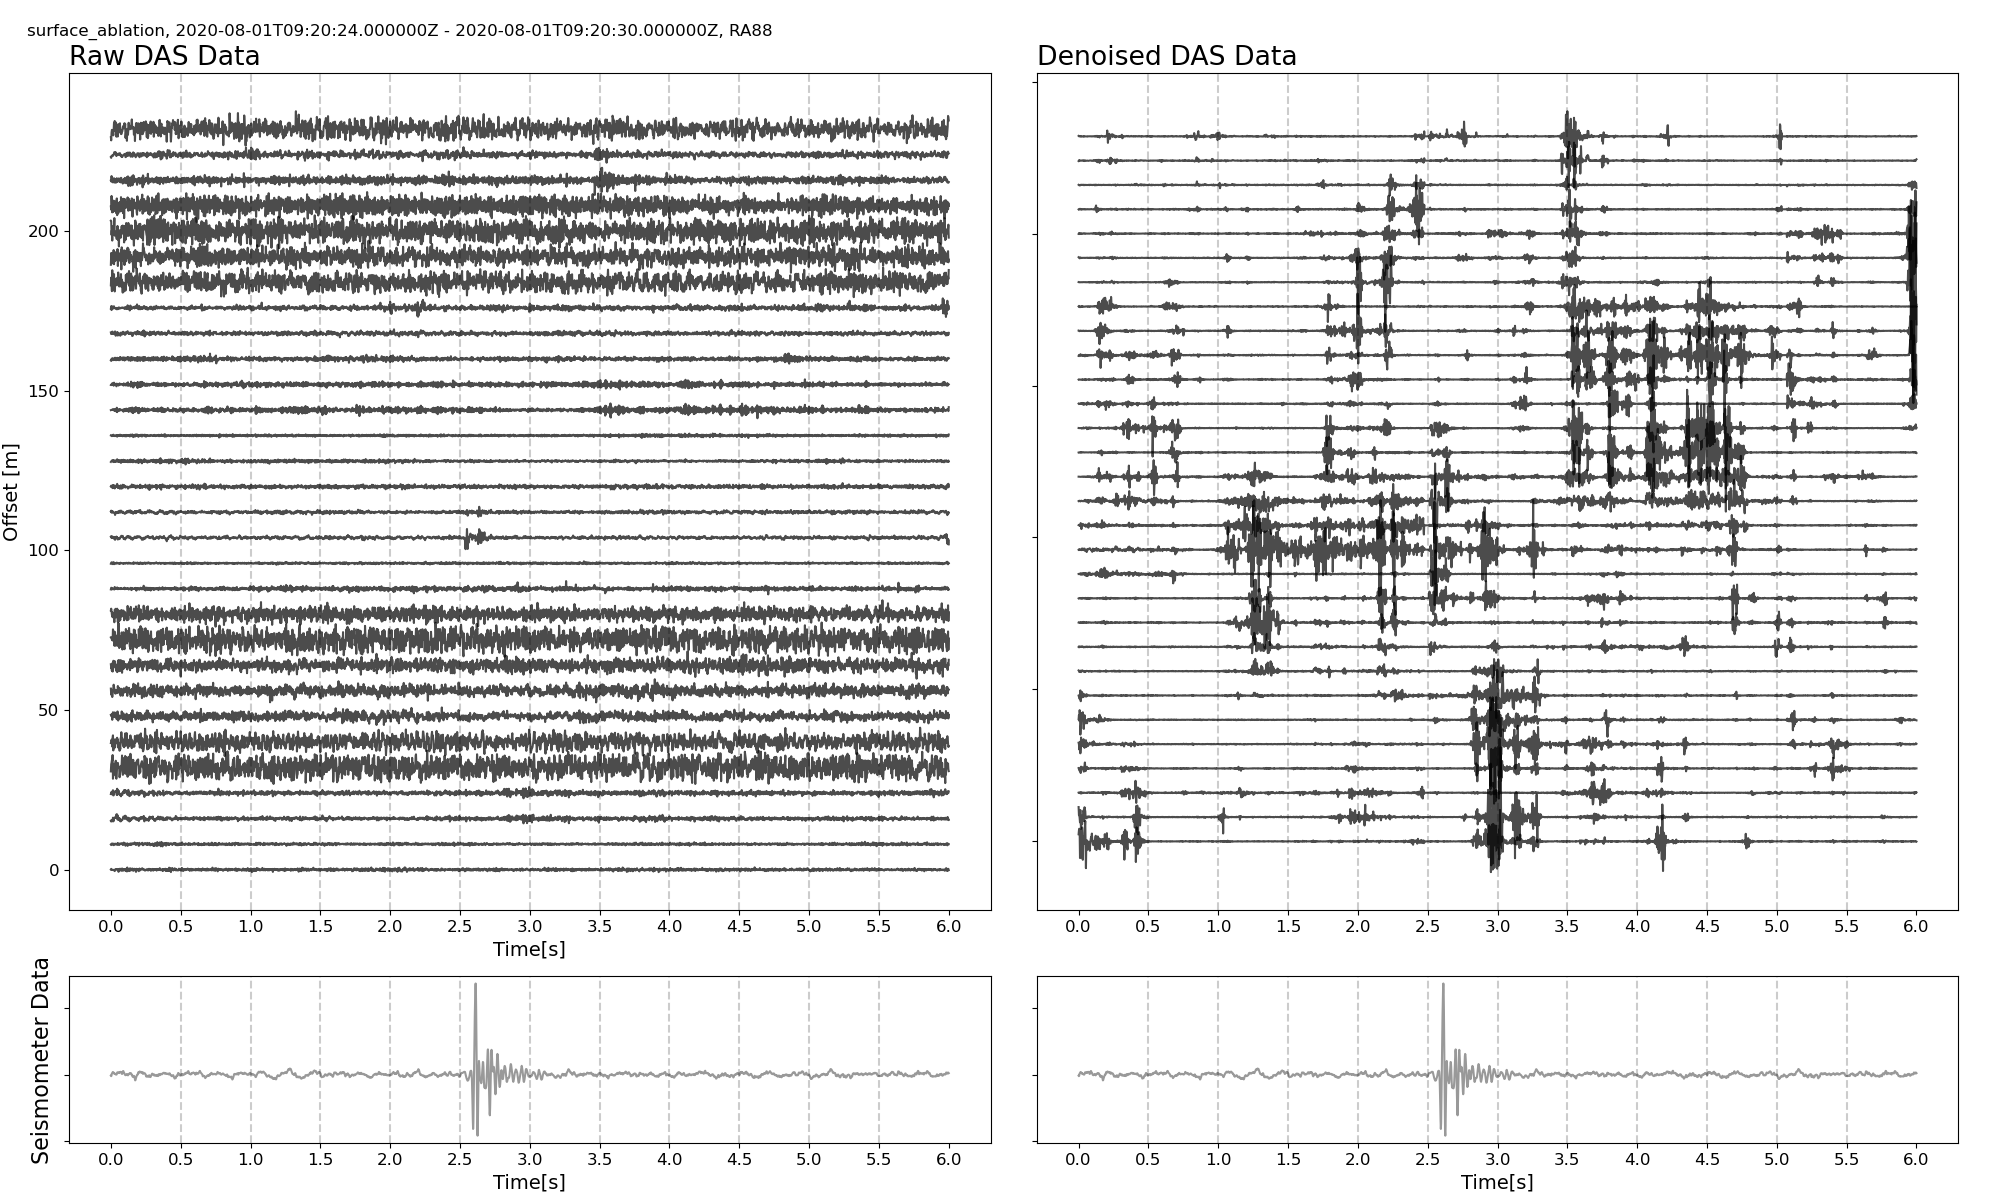 surface_ablation, 2020-08-01T09:20:24.000000Z - 2020-08-01T09:20:30.000000Z, RA88
Raw DAS Data
Denoised DAS Data
Offset [m]
200
150
100
50
0
0.0 0.5 1.0 1.5 2.0 2.5 3.0 3.5 4.0 4.5 5.0 5.5 6.0
Time[s]
0.0 0.5 1.0 1.5 2.0 2.5 3.0 3.5 4.0 4.5 5.0 5.5 6.0
Seismometer Data
0.0 0.5 1.0 1.5 2.0 2.5 3.0 3.5 4.0 4.5 5.0 5.5 6.0
Time[s]
0.0 0.5 1.0 1.5 2.0 2.5 3.0 3.5 4.0 4.5 5.0 5.5 6.0
Time[s]